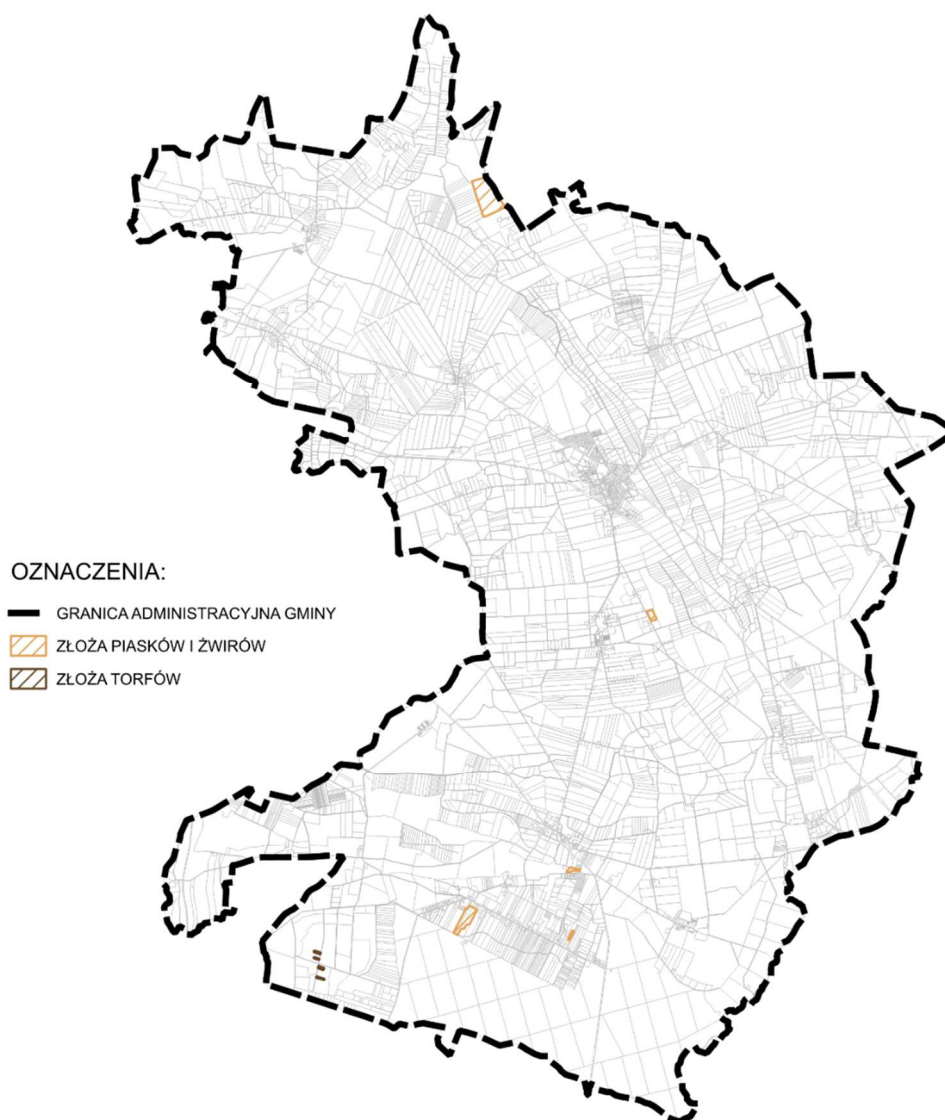 OZNACZENIA:
GRANICA ADMINISTRACYJNA GMINY
ZŁOŻA PIASKÓW I ŻWIRÓW
ZŁOŻA TORFÓW